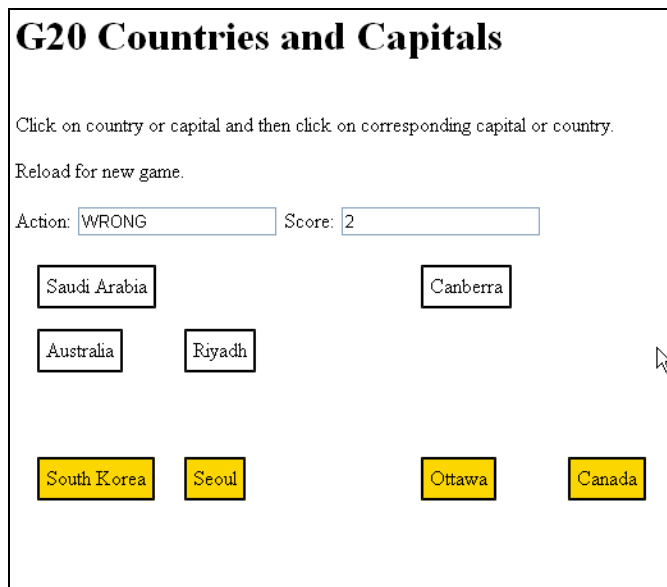 G20 Countries and Capitals
Click on country or capital and then click on corresponding capital or country.
Reload for new game.
Action: WRONG Score: 2
Saudi Arabia Canberra
Australia Riyadh
South Korea Seoul Ottawa Canada